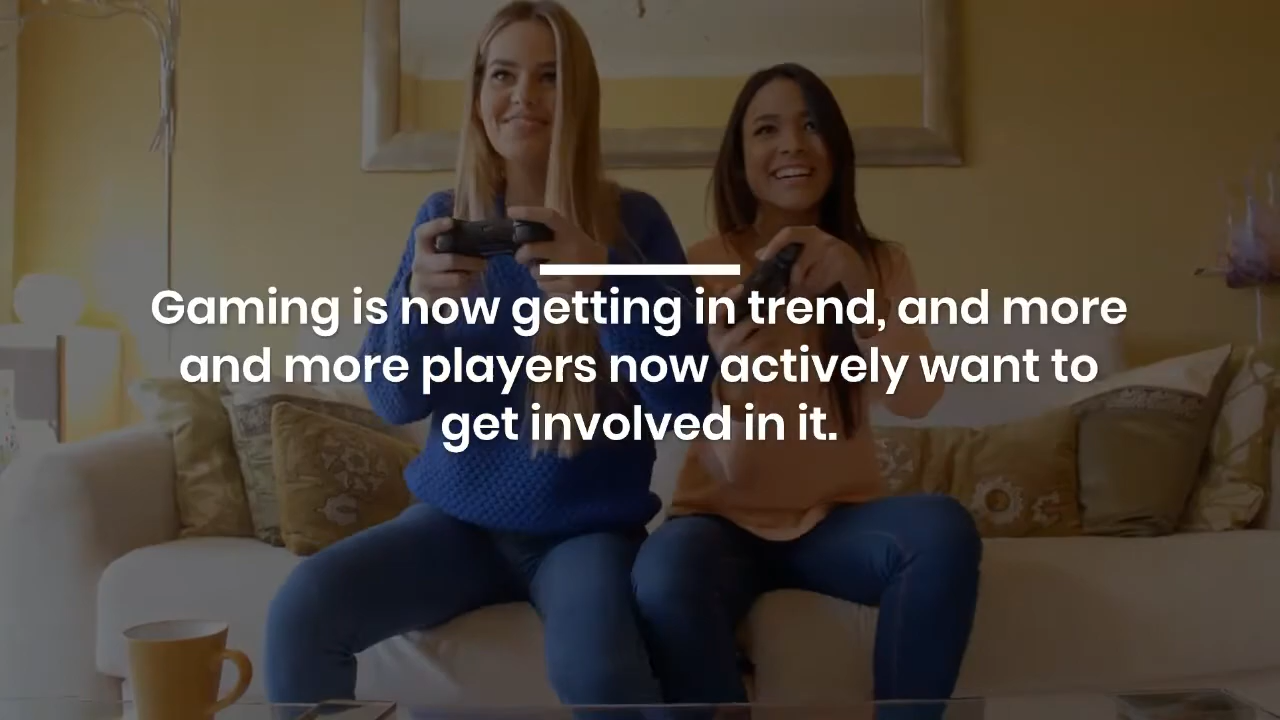 Gaming is now getting in trend, and more
and more players now actively want to
get involved in it.